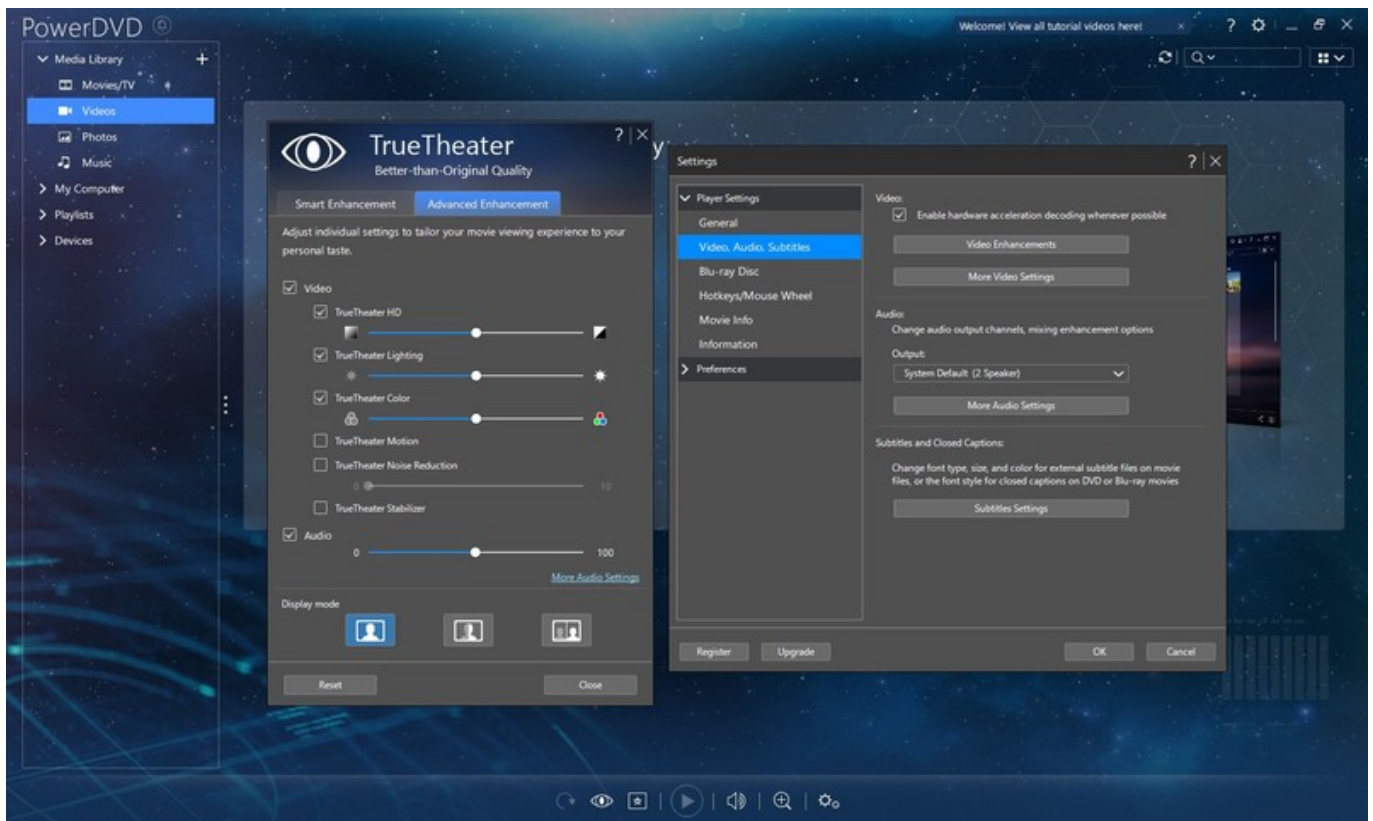 PowerDVD
Welcome! View all tutorial videos here!
Media Library
Movies/TV
Videos
Photos
Music
My Computer
Playlists
Devices
TrueTheater
Better-than-Original Quality
Smart Enhancement
Advanced Enhancement
Adjust individual settings to tailor your movie viewing experience to your
personal taste.
Video
TrueTheater HD
TrueTheater Lighting
TrueTheater Color
TrueTheater Motion
TrueTheater Noise Reduction
0 10
TrueTheater Stabilizer
Audio
0 100
More Audio Settings
Display mode
Reset
Close
y
Settings
Player Settings
General
Video, Audio, Subtitles
Blu-ray Disc
Hotkeys/Mouse Wheel
Movie Info
Information
Preferences
Video:
Enable hardware acceleration decoding whenever possible
Video Enhancements
More Video Settings
Audio:
Change audio output channels, mixing enhancement options
Output:
System Default (2 Speaker)
More Audio Settings
Subtitles and Closed Captions:
Change font type, size, and color for external subtitle files on movie
files, or the font style for closed captions on DVD or Blu-ray movies
Subtitles Settings
Register
Upgrade
OK
Cancel